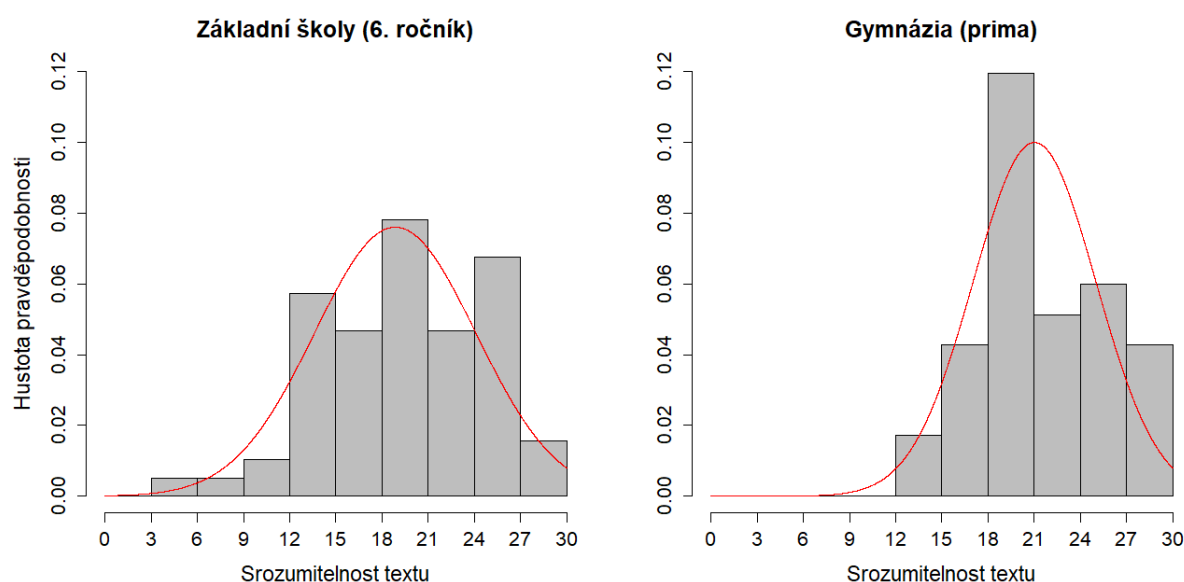 Základní školy (6. ročník)
Hustota pravděpodobnosti
0.00 0.02 0.04 0.06 0.08 0.10 0.12
0 3 6 9 12 15 18 21 24 27 30
Srozumitelnost textu
Gymnázia (prima)
0.00 0.02 0.04 0.06 0.08 0.10 0.12
0 3 6 9 12 15 18 21 24 27 30
Srozumitelnost textu